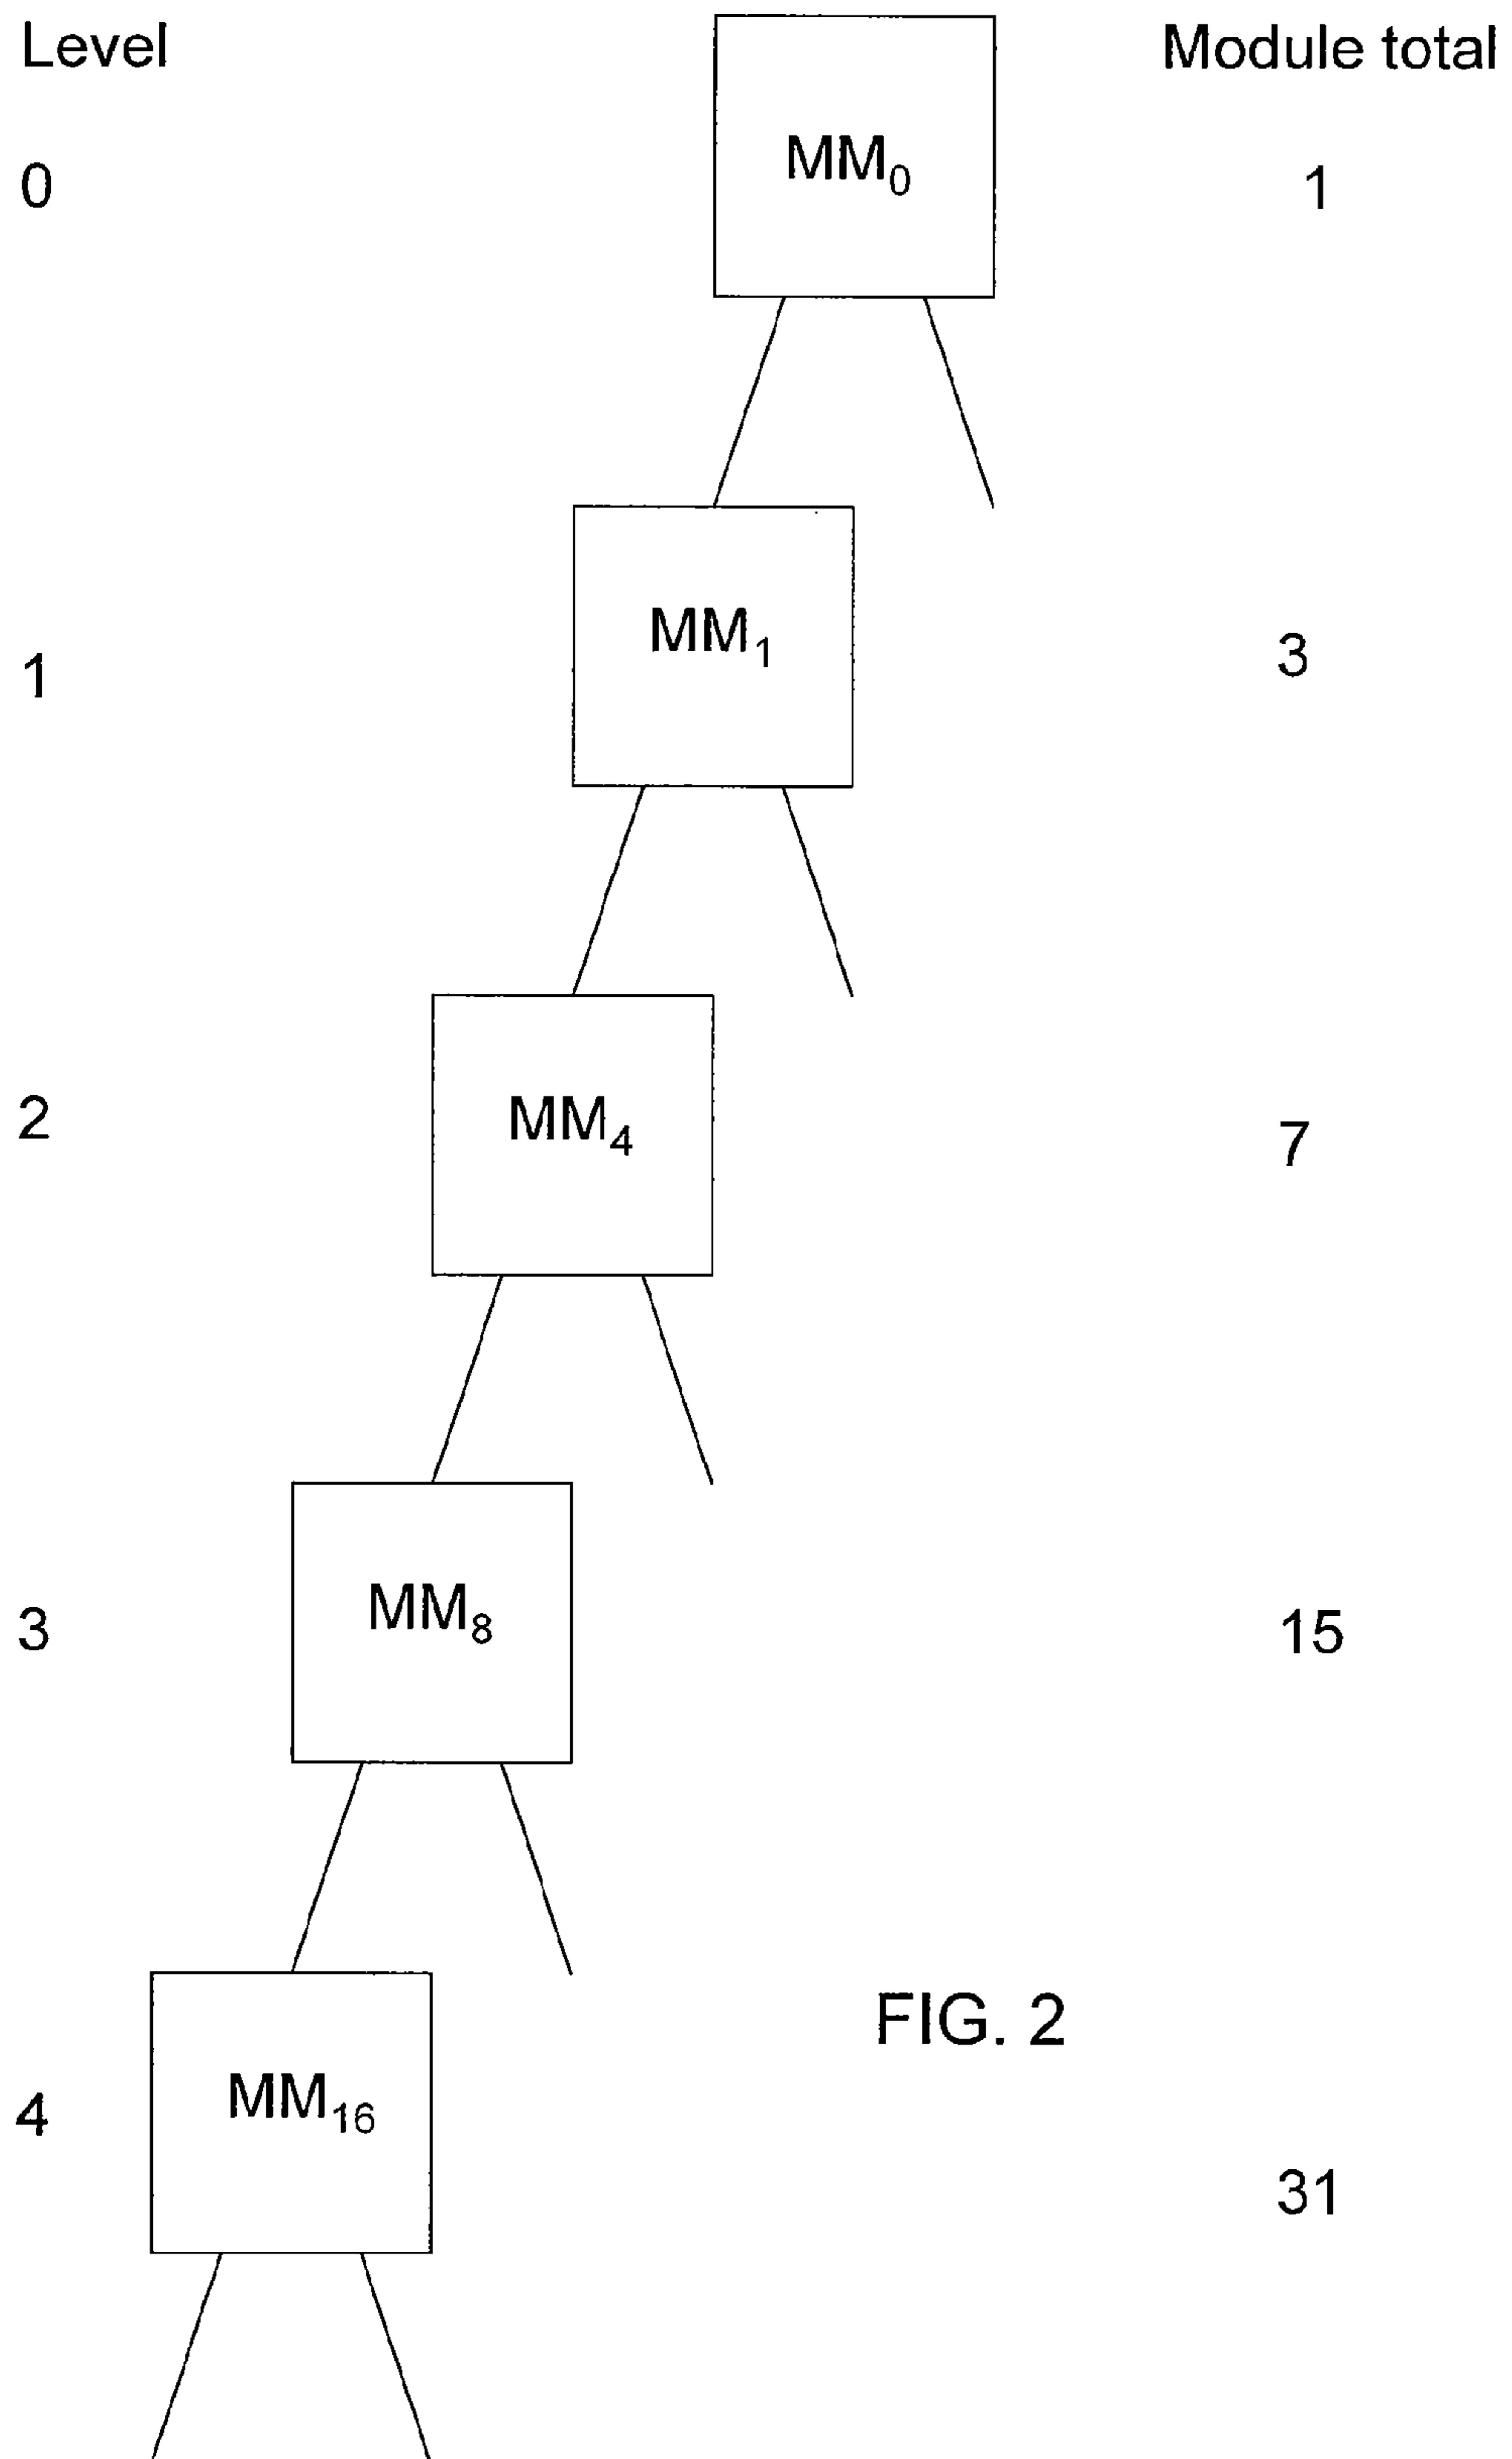 Level Module total
0 MM₀ 1
1 MM₁ 3
2 MM₄ 7
3 MM₈ 15
4 MM₁₆ 31
FIG. 2